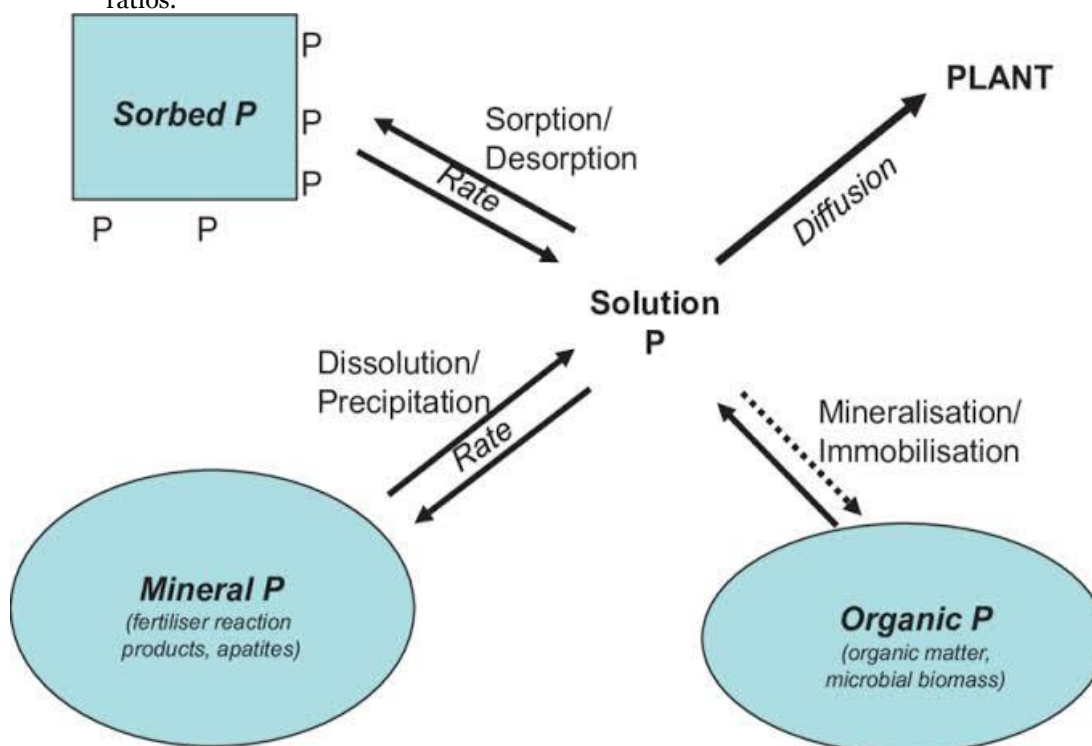 ratios.
P
Sorbed P
P
P
P
P
Sorption/
Desorption
Rate
PLANT
Diffusion
Solution
P
Dissolution/
Precipitation
Rate
Mineralisation/
Immobilisation
Mineral P
(fertiliser reaction
products, apatites)
Organic P
(organic matter,
microbial biomass)